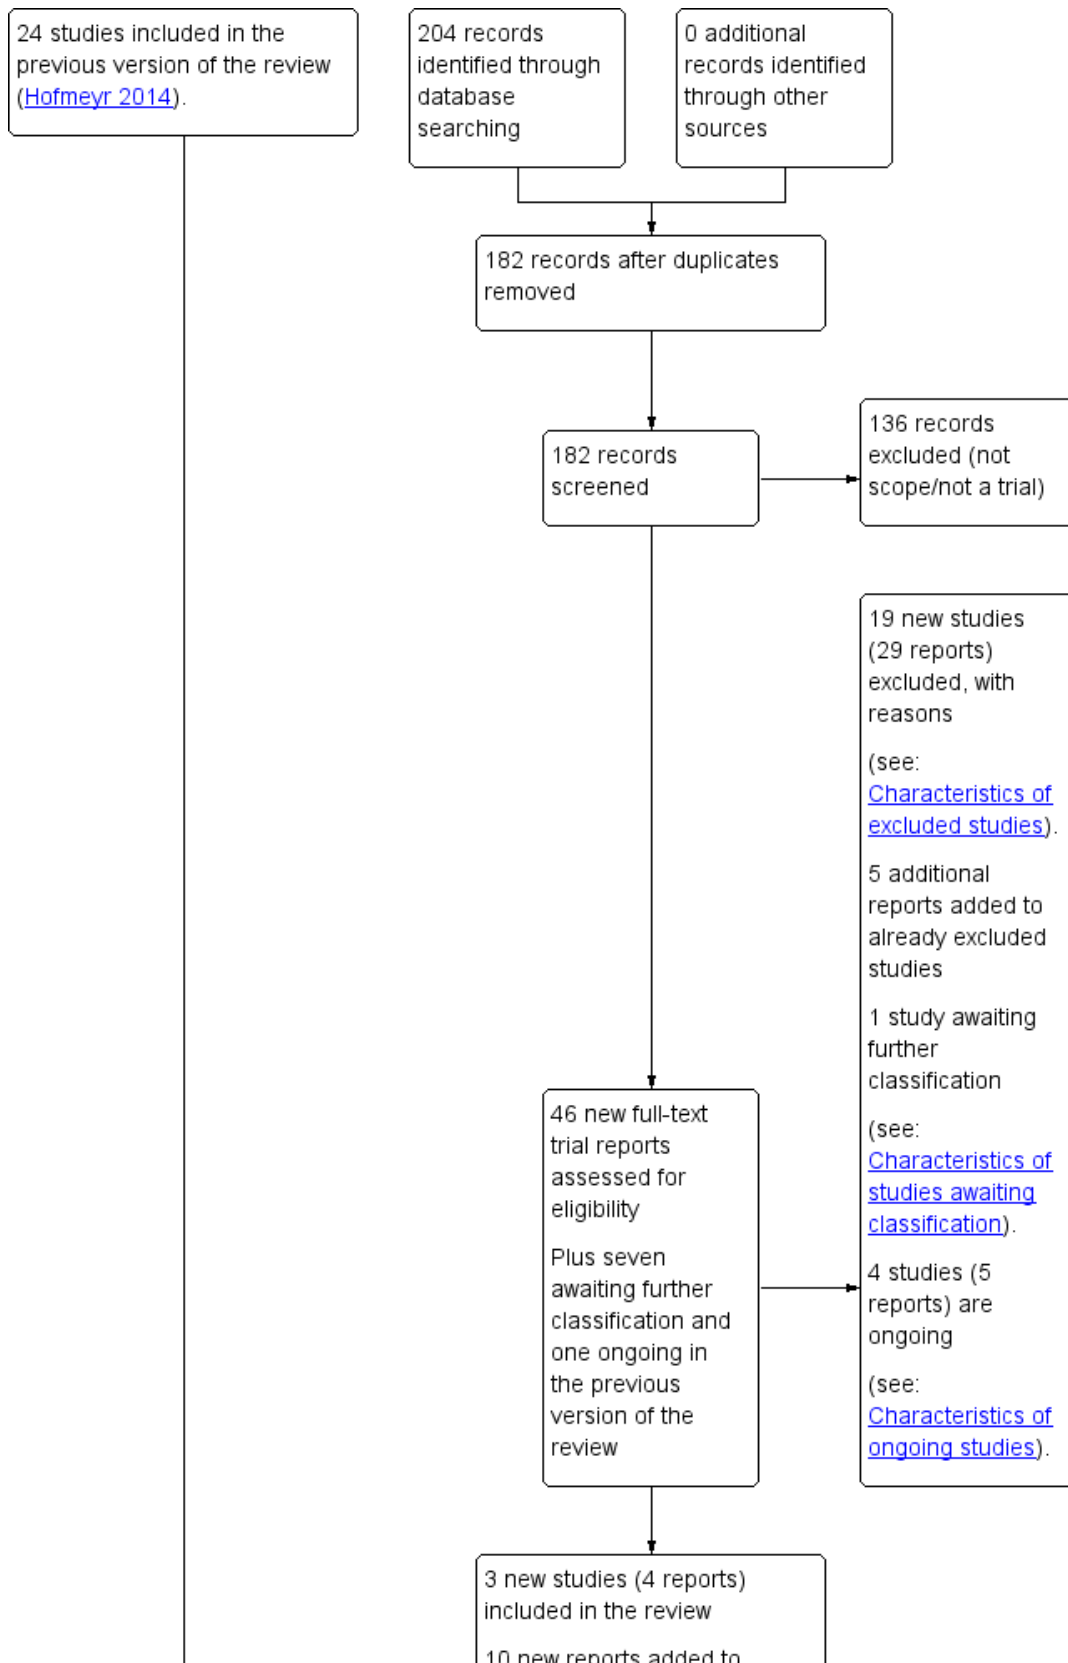 24 studies included in the
previous version of the review
(Hofmeyr 2014).
204 records
identified through
database
searching
0 additional
records identified
through other
sources
182 records after duplicates
removed
182 records
screened
136 records
excluded (not
scope/not a trial)
19 new studies
(29 reports)
excluded, with
reasons
(see:
Characteristics of
excluded studies).
5 additional
reports added to
already excluded
studies
1 study awaiting
further
classification
(see:
Characteristics of
studies awaiting
classification).
4 studies (5
reports) are
ongoing
(see:
Characteristics of
ongoing studies).
46 new full-text
trial reports
assessed for
eligibility
Plus seven
awaiting further
classification and
one ongoing in
the previous
version of the
review
3 new studies (4 reports)
included in the review
10 new reports added to